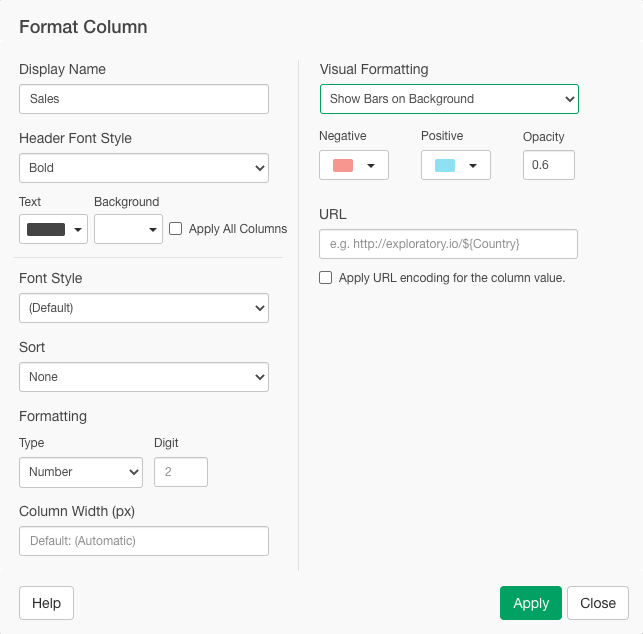 Format Column
Display Name
Sales
Header Font Style
Bold
Text Background
Apply All Columns
Font Style
(Default)
Sort
None
Formatting
Type Digit
Number 2
Column Width (px)
Default: (Automatic)
Visual Formatting
Show Bars on Background
Negative Positive Opacity
0.6
URL
e.g. http://exploratory.io/${Country}
Apply URL encoding for the column value.
Help Apply Close